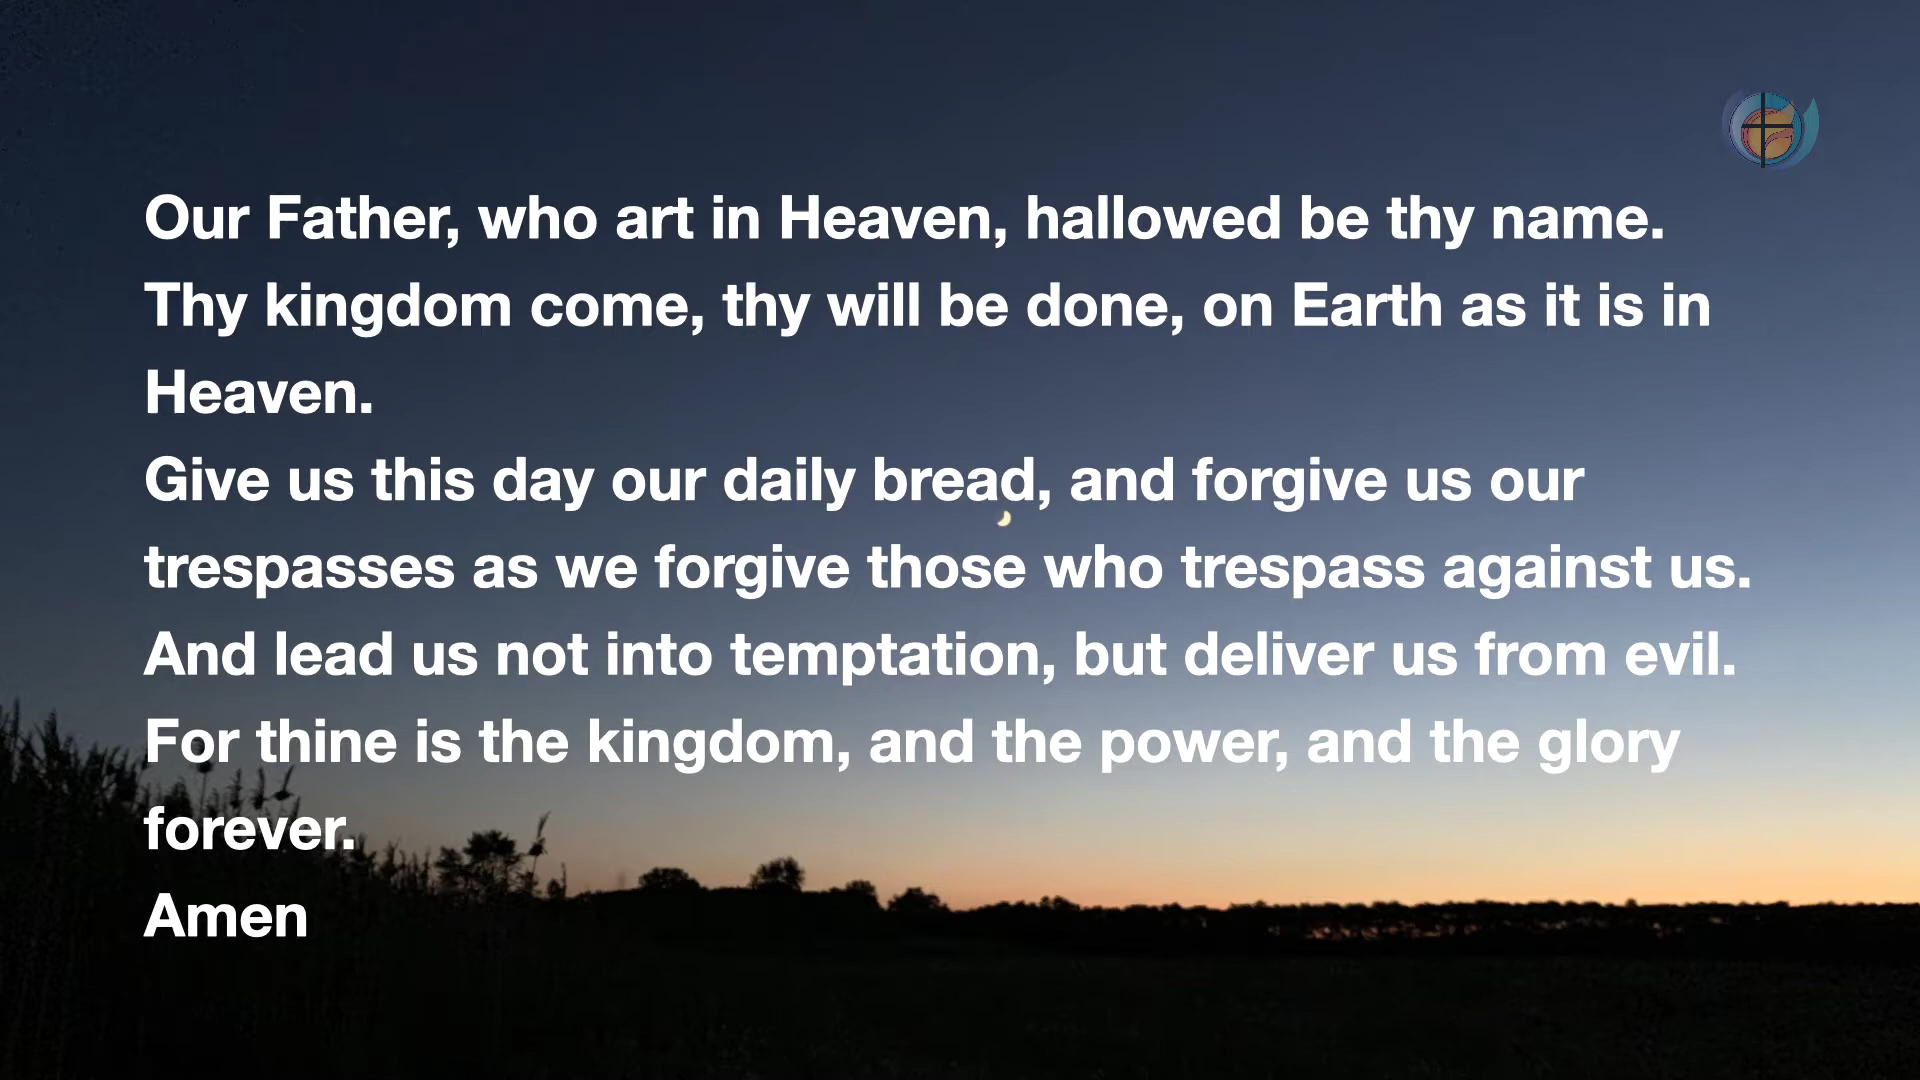 Our Father, who art in Heaven, hallowed be thy name.
Thy kingdom come, thy will be done, on Earth as it is in
Heaven.
Give us this day our daily bread, and forgive us our
trespasses as we forgive those who trespass against us.
And lead us not into temptation, but deliver us from evil.
For thine is the kingdom, and the power, and the glory
forever.
Amen